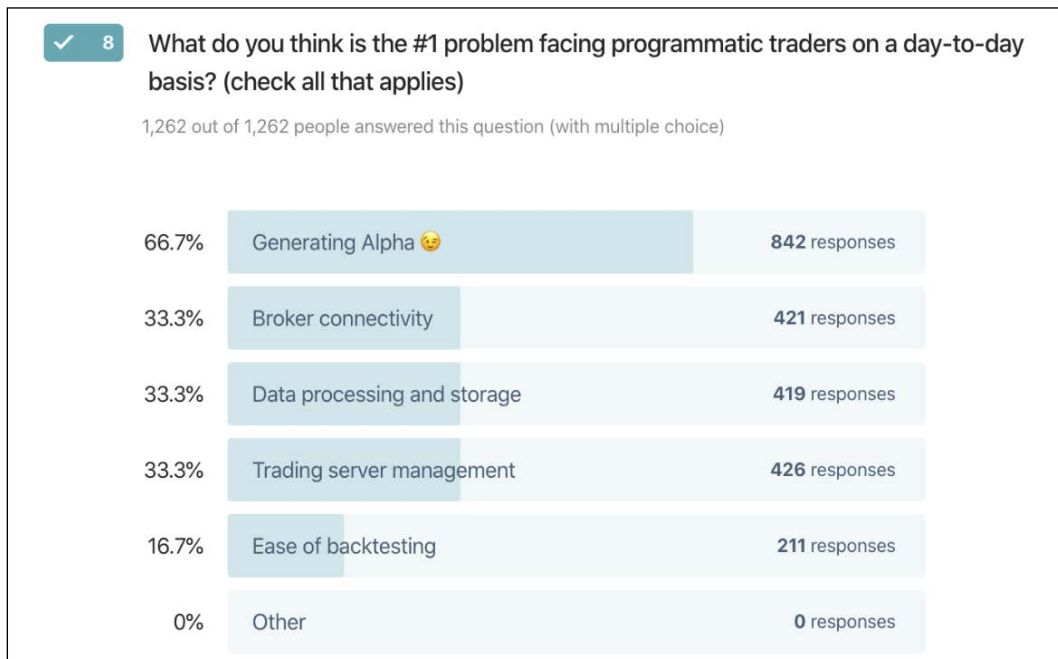 ✓ 8
What do you think is the #1 problem facing programmatic traders on a day-to-day
basis? (check all that applies)
1,262 out of 1,262 people answered this question (with multiple choice)
66.7% Generating Alpha 😉 842 responses
33.3% Broker connectivity 421 responses
33.3% Data processing and storage 419 responses
33.3% Trading server management 426 responses
16.7% Ease of backtesting 211 responses
0% Other 0 responses